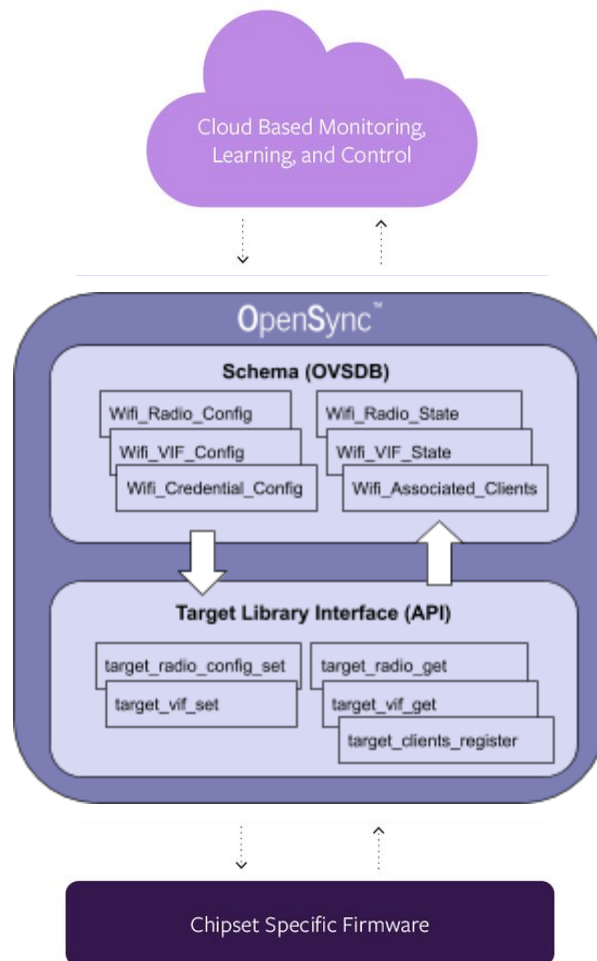 Cloud Based Monitoring,
Learning, and Control
OpenSync™
Schema (OVSDB)
Wifi_Radio_Config
Wifi_VIF_Config
Wifi_Credential_Config
Wifi_Radio_State
Wifi_VIF_State
Wifi_Associated_Clients
Target Library Interface (API)
target_radio_config_set
target_vif_set
target_radio_get
target_vif_get
target_clients_register
Chipset Specific Firmware